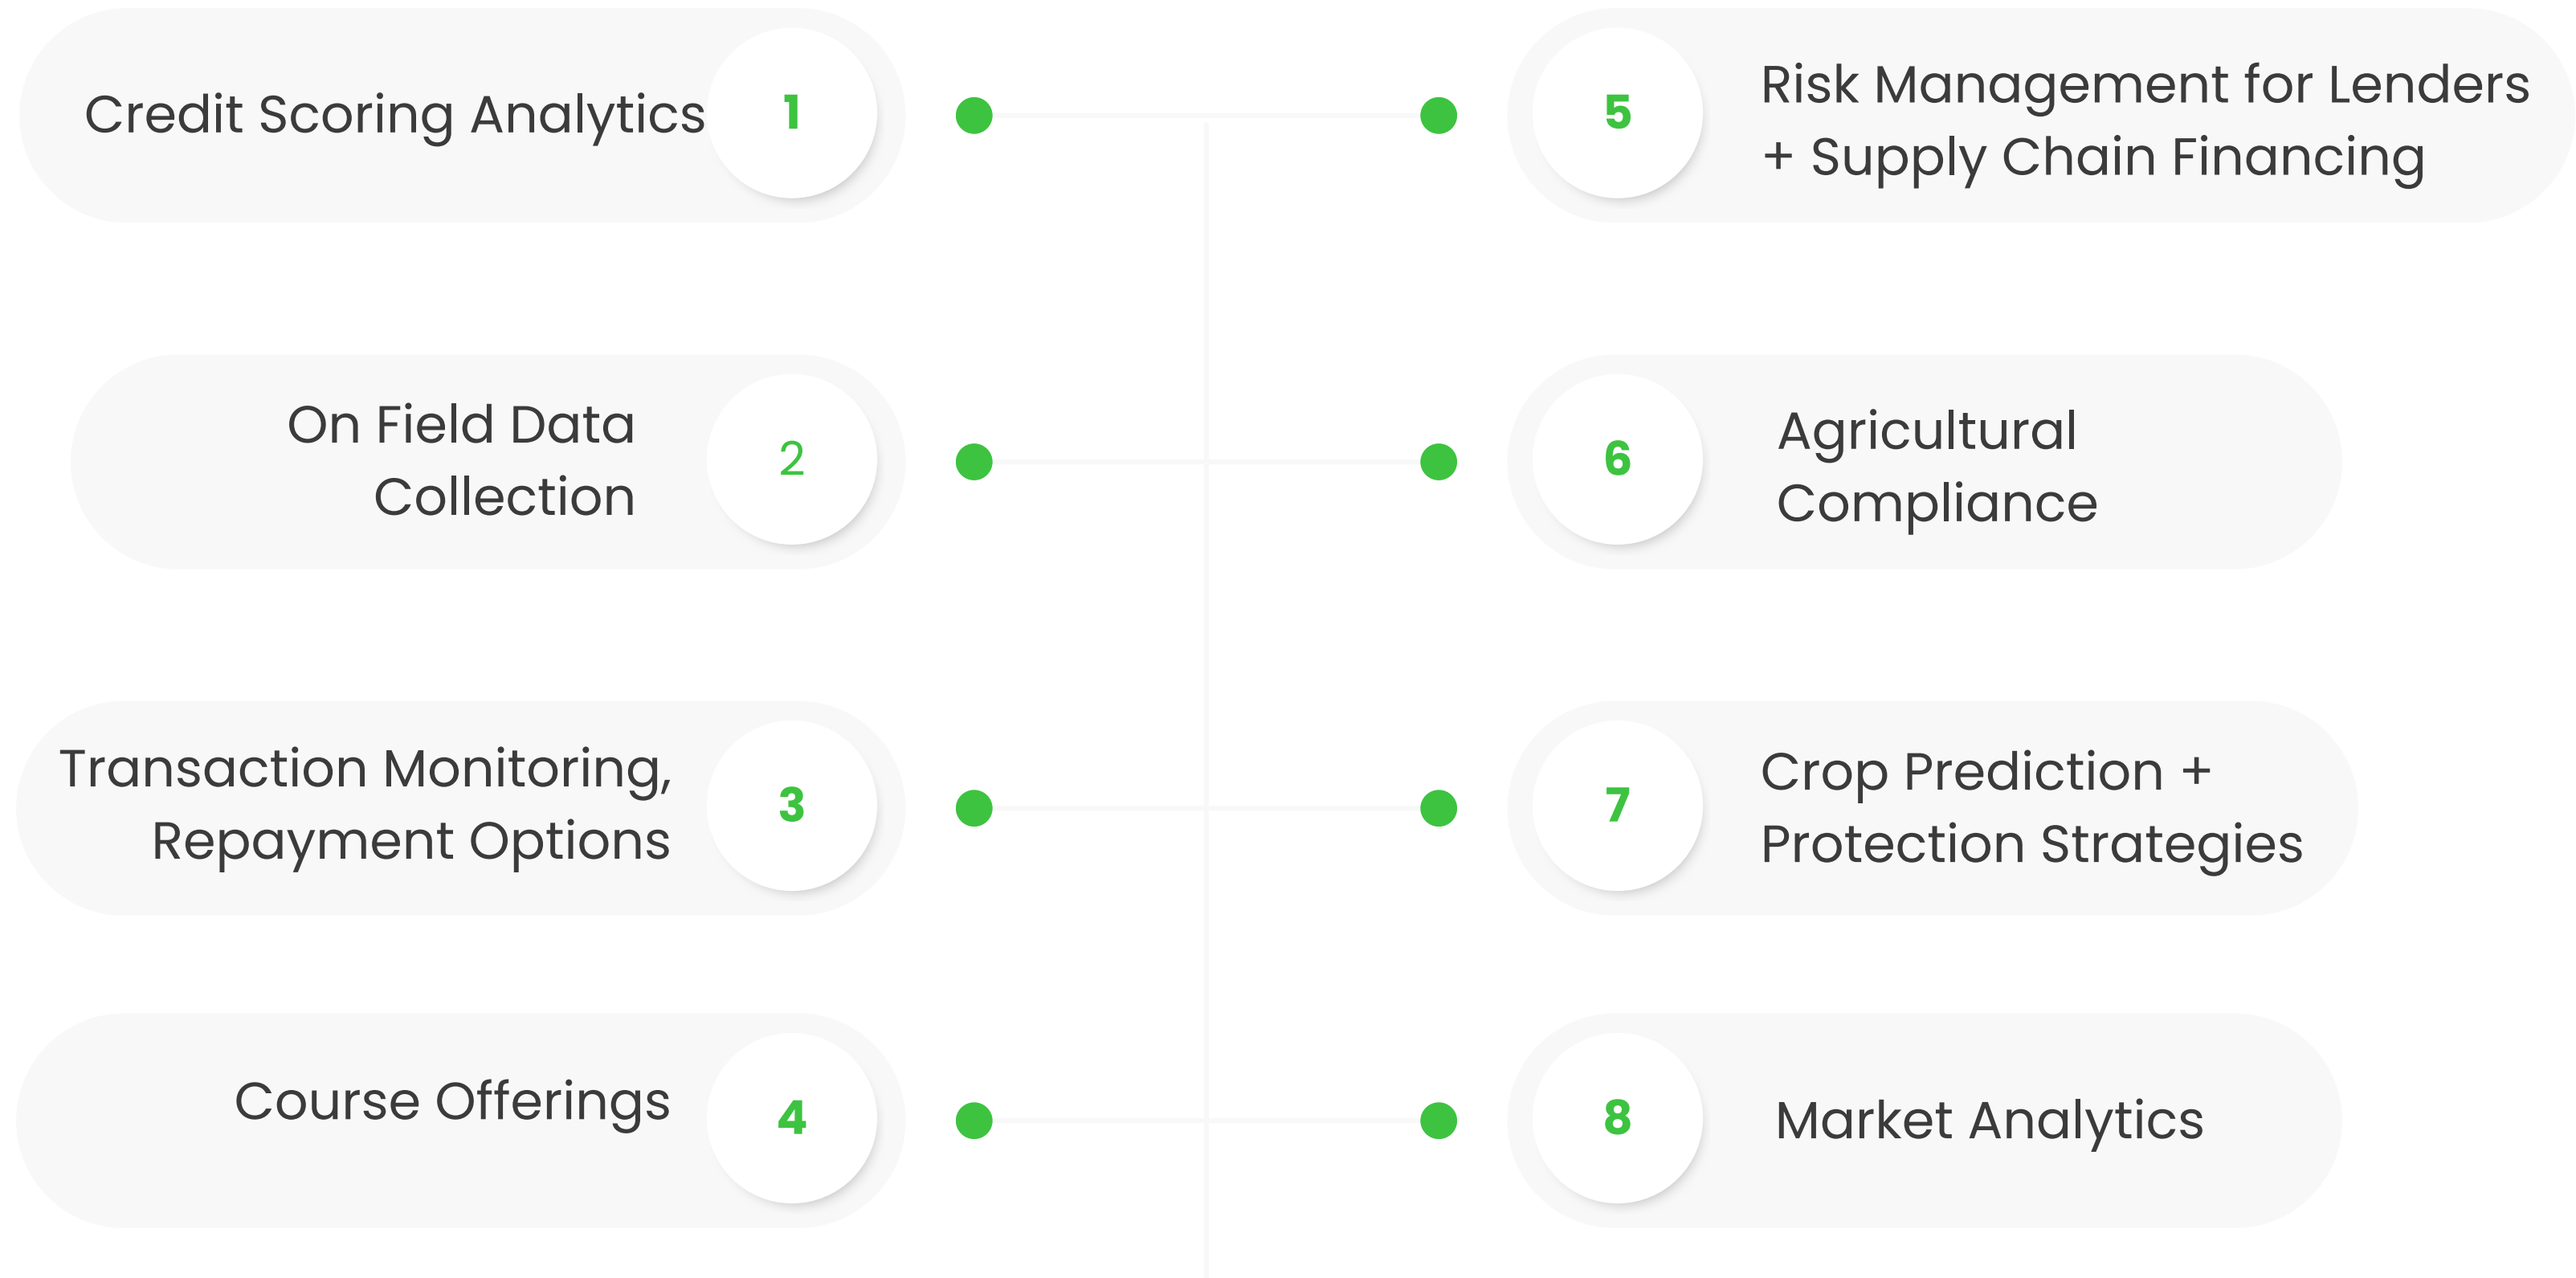 Credit Scoring Analytics
1
On Field Data
Collection
2
Transaction Monitoring,
Repayment Options
3
Course Offerings
4
5
Risk Management for Lenders
+ Supply Chain Financing
6
Agricultural
Compliance
7
Crop Prediction +
Protection Strategies
8
Market Analytics